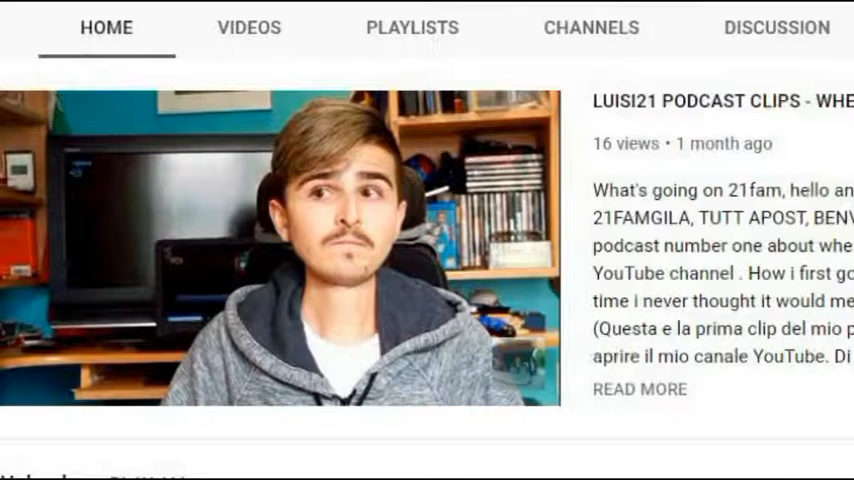 HOME VIDEOS PLAYLISTS CHANNELS DISCUSSION
LUISI21 PODCAST CLIPS - WHE
16 views • 1 month ago
What's going on 21fam, hello an
21FAMGILA, TUTT APOST, BENV
podcast number one about whe
YouTube channel . How i first go
time i never thought it would me
(Questa e la prima clip del mio p
aprire il mio canale YouTube. Di
READ MORE